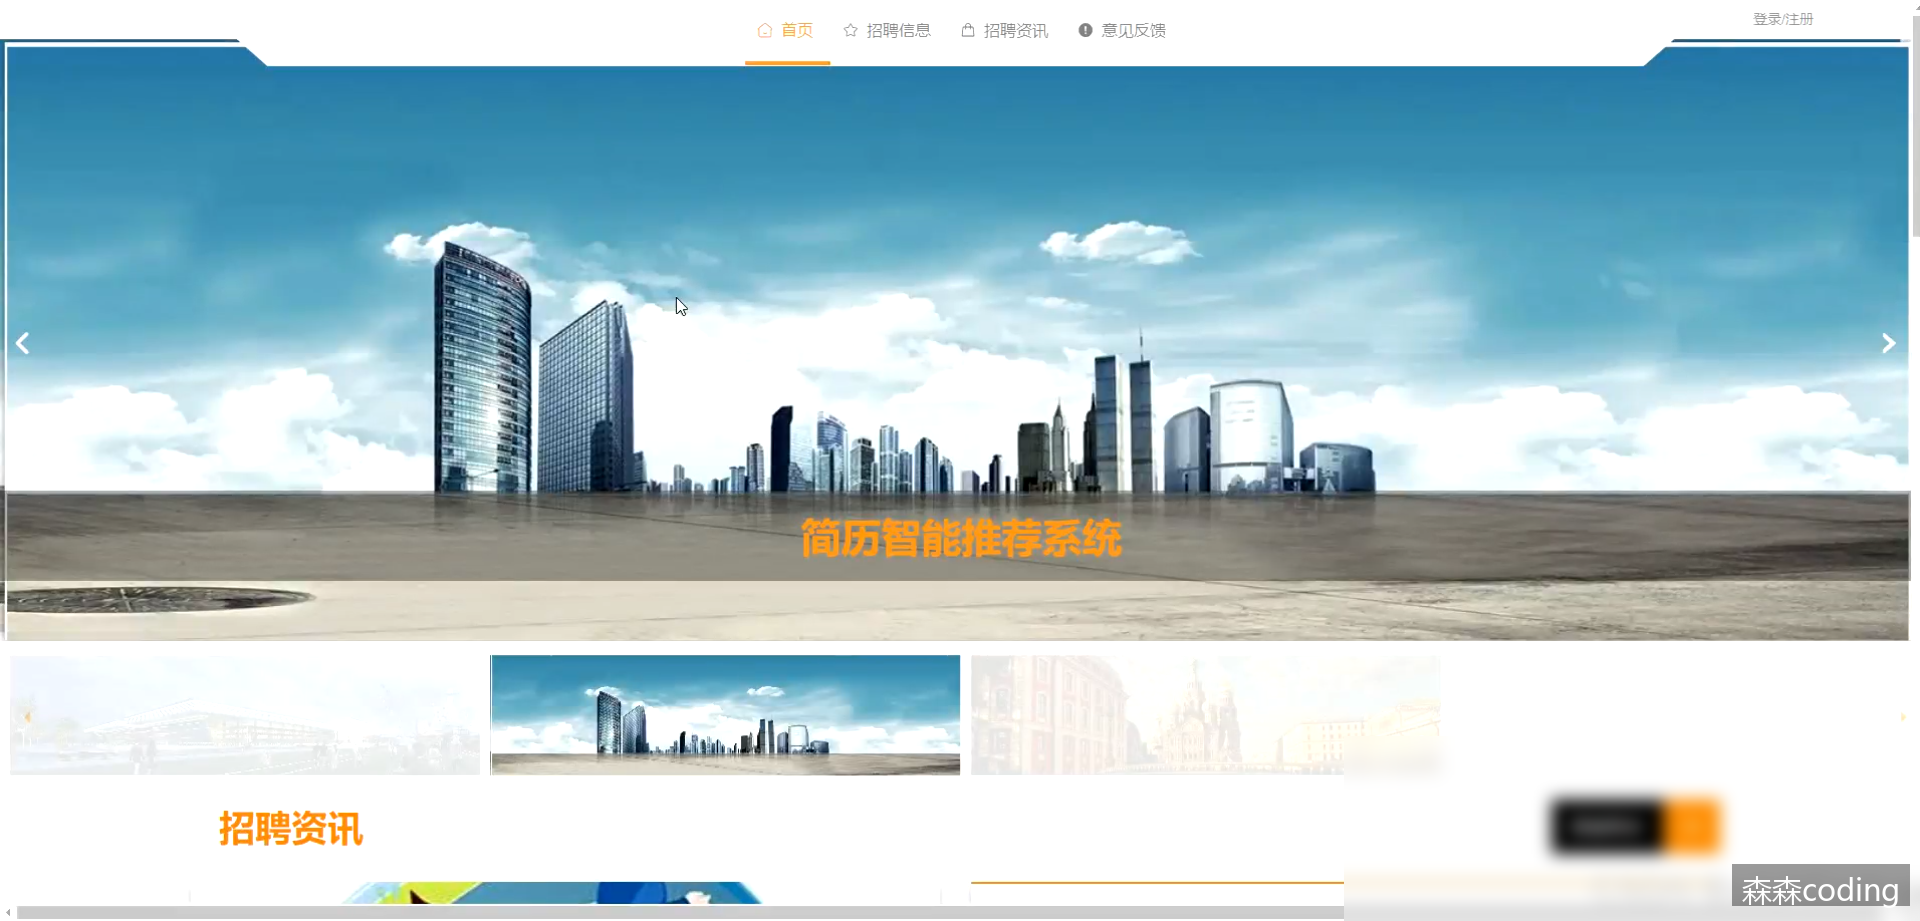 首页 招聘信息 招聘资讯 意见反馈
登录/注册
简历智能推荐系统
招聘资讯
森森coding